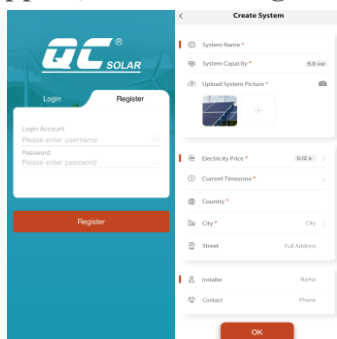 QC® SOLAR
Login Register
Login Account
Please enter username
Password
Please enter password
Register
Create System
System Name *
System Capacity * 5.0 kW
Upload System Picture *
Electricity Price * 0.12 $
Current Timezone *
Country *
City * City
Street Full Address
Installer Name
Contact Phone
OK